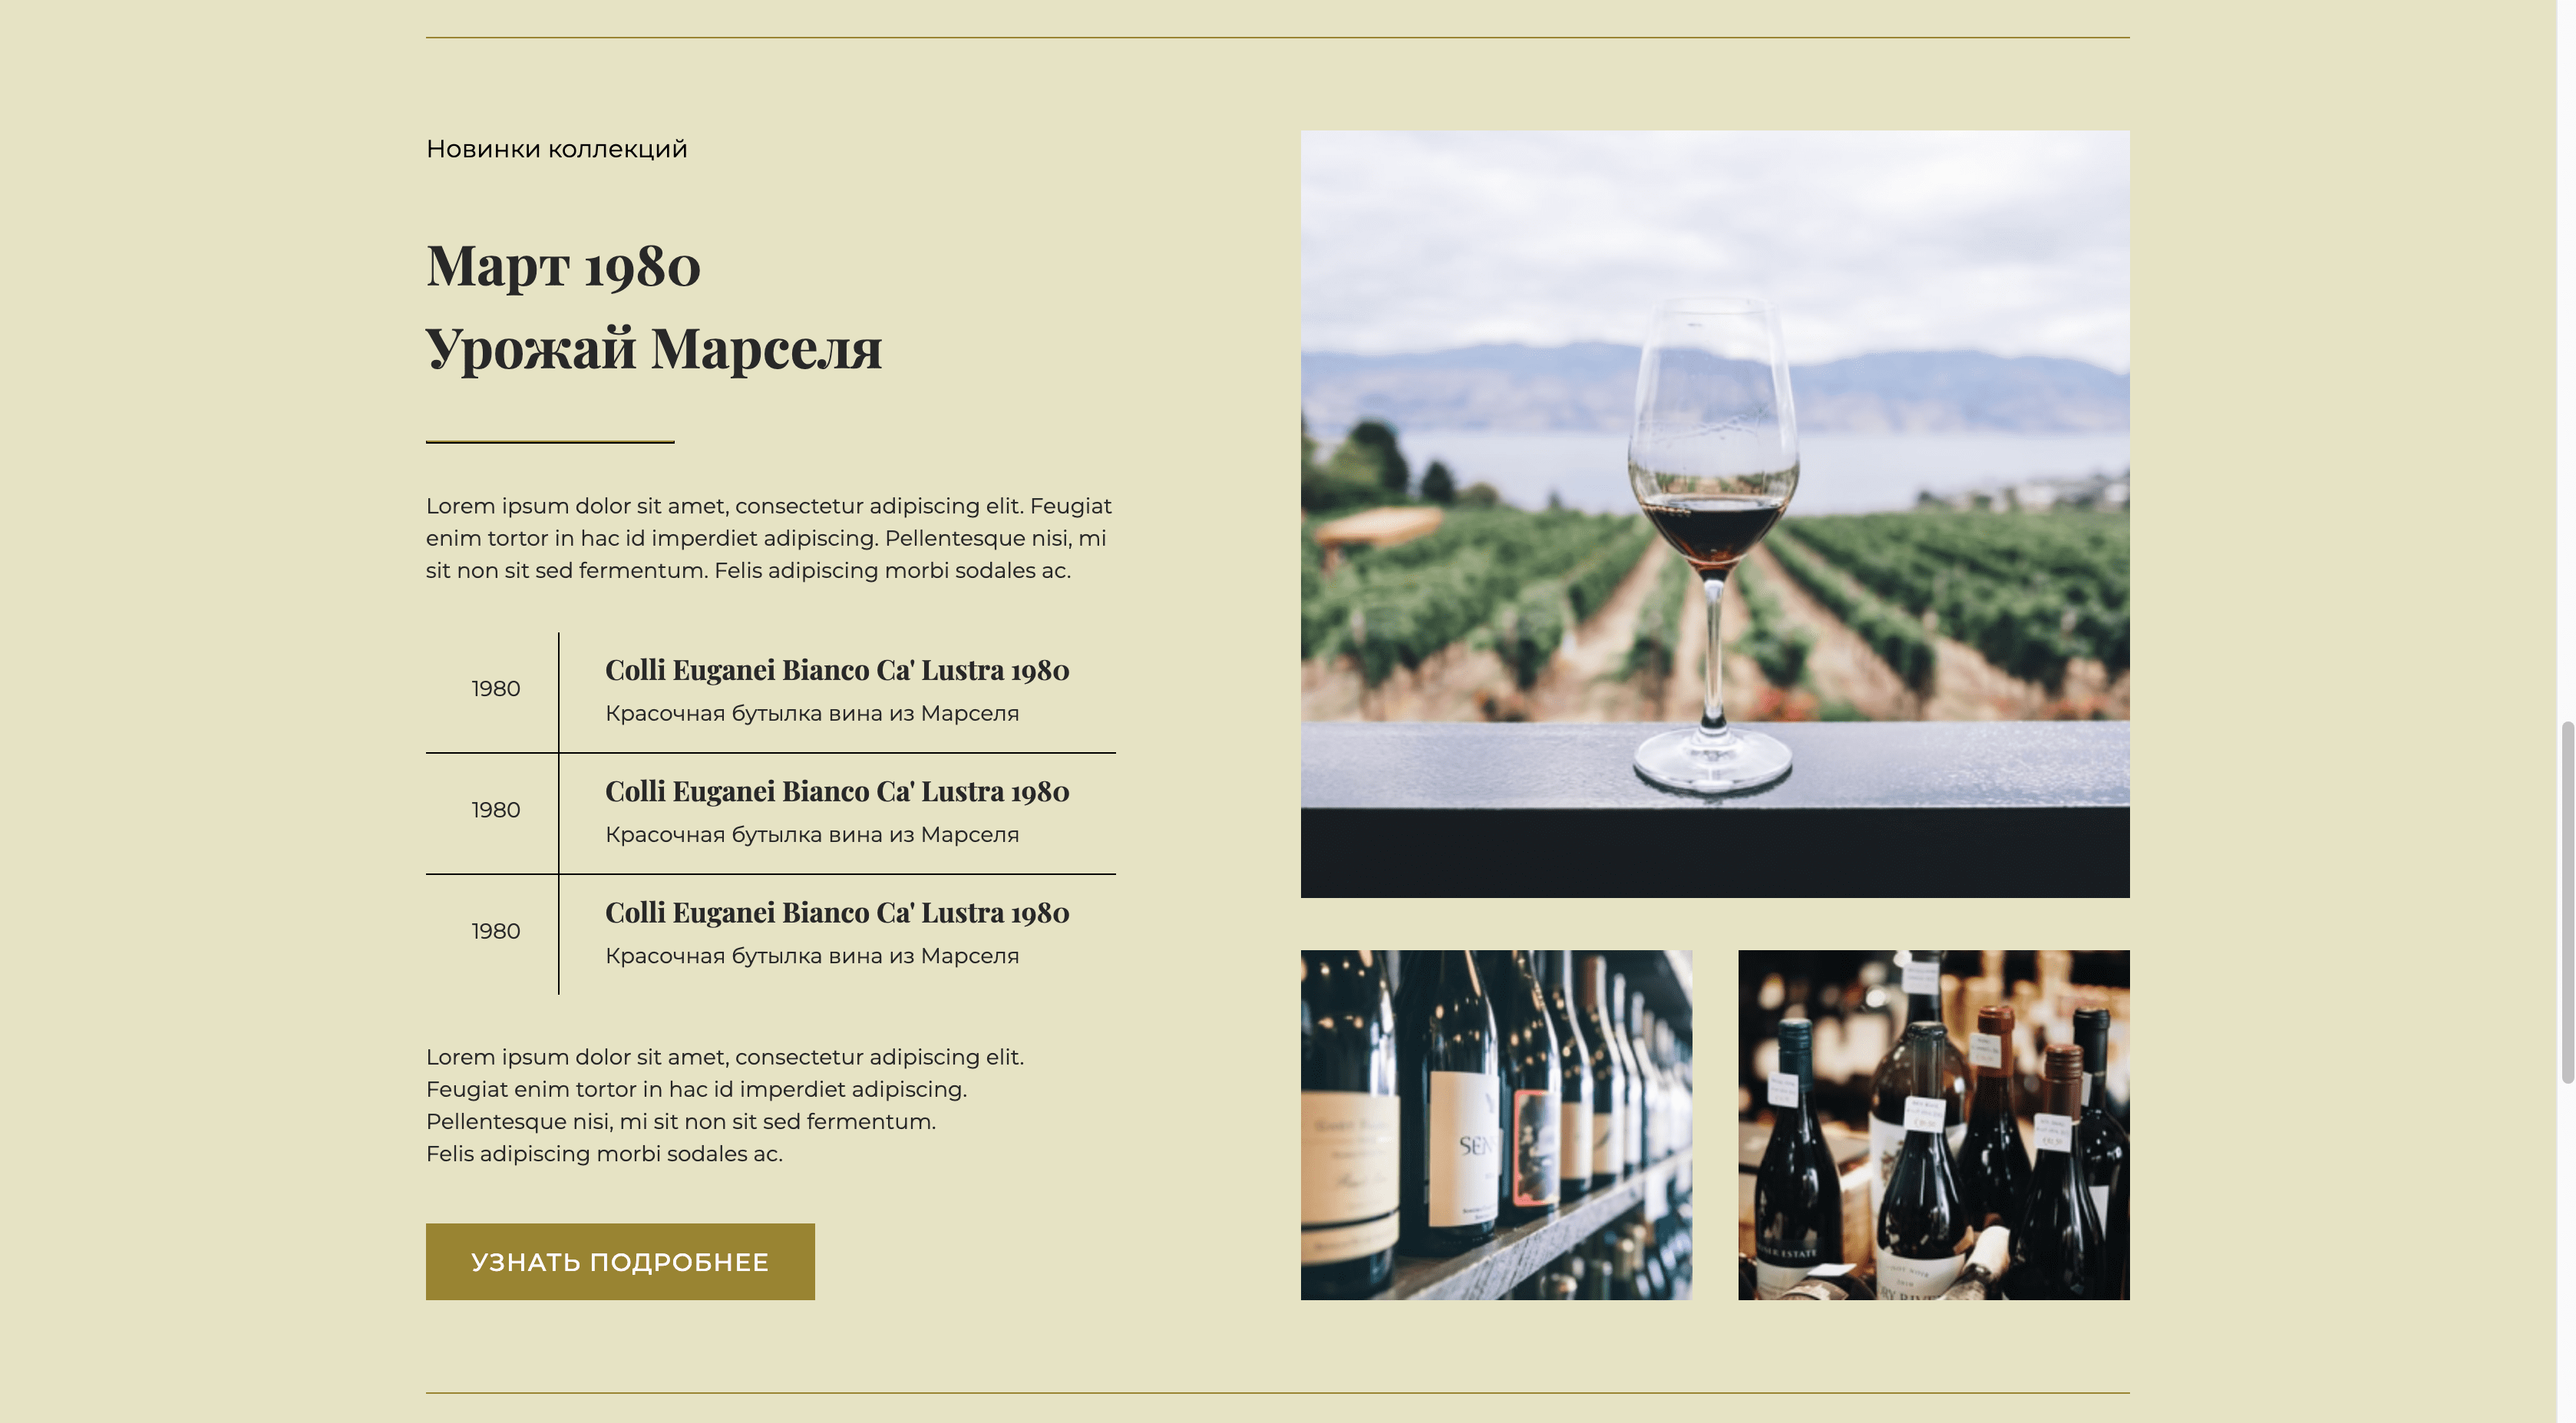 Новинки коллекций
Март 1980
Урожай Марселя
Lorem ipsum dolor sit amet, consectetur adipiscing elit. Feugiat
enim tortor in hac id imperdiet adipiscing. Pellentesque nisi, mi
sit non sit sed fermentum. Felis adipiscing morbi sodales ac.
1980
Colli Euganei Bianco Ca' Lustra 1980
Красочная бутылка вина из Марселя
1980
Colli Euganei Bianco Ca' Lustra 1980
Красочная бутылка вина из Марселя
1980
Colli Euganei Bianco Ca' Lustra 1980
Красочная бутылка вина из Марселя
Lorem ipsum dolor sit amet, consectetur adipiscing elit.
Feugiat enim tortor in hac id imperdiet adipiscing.
Pellentesque nisi, mi sit non sit sed fermentum.
Felis adipiscing morbi sodales ac.
УЗНАТЬ ПОДРОБНЕЕ
SEN
ESTATE